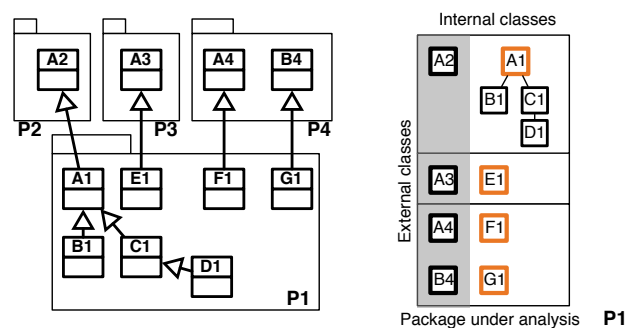 Internal classes
A2
A3
A4
B4
P2
P3
P4
A1
E1
F1
G1
B1
C1
D1
P1
External classes
A2
A1
B1
C1
D1
A3
E1
A4
F1
B4
G1
Package under analysis P1